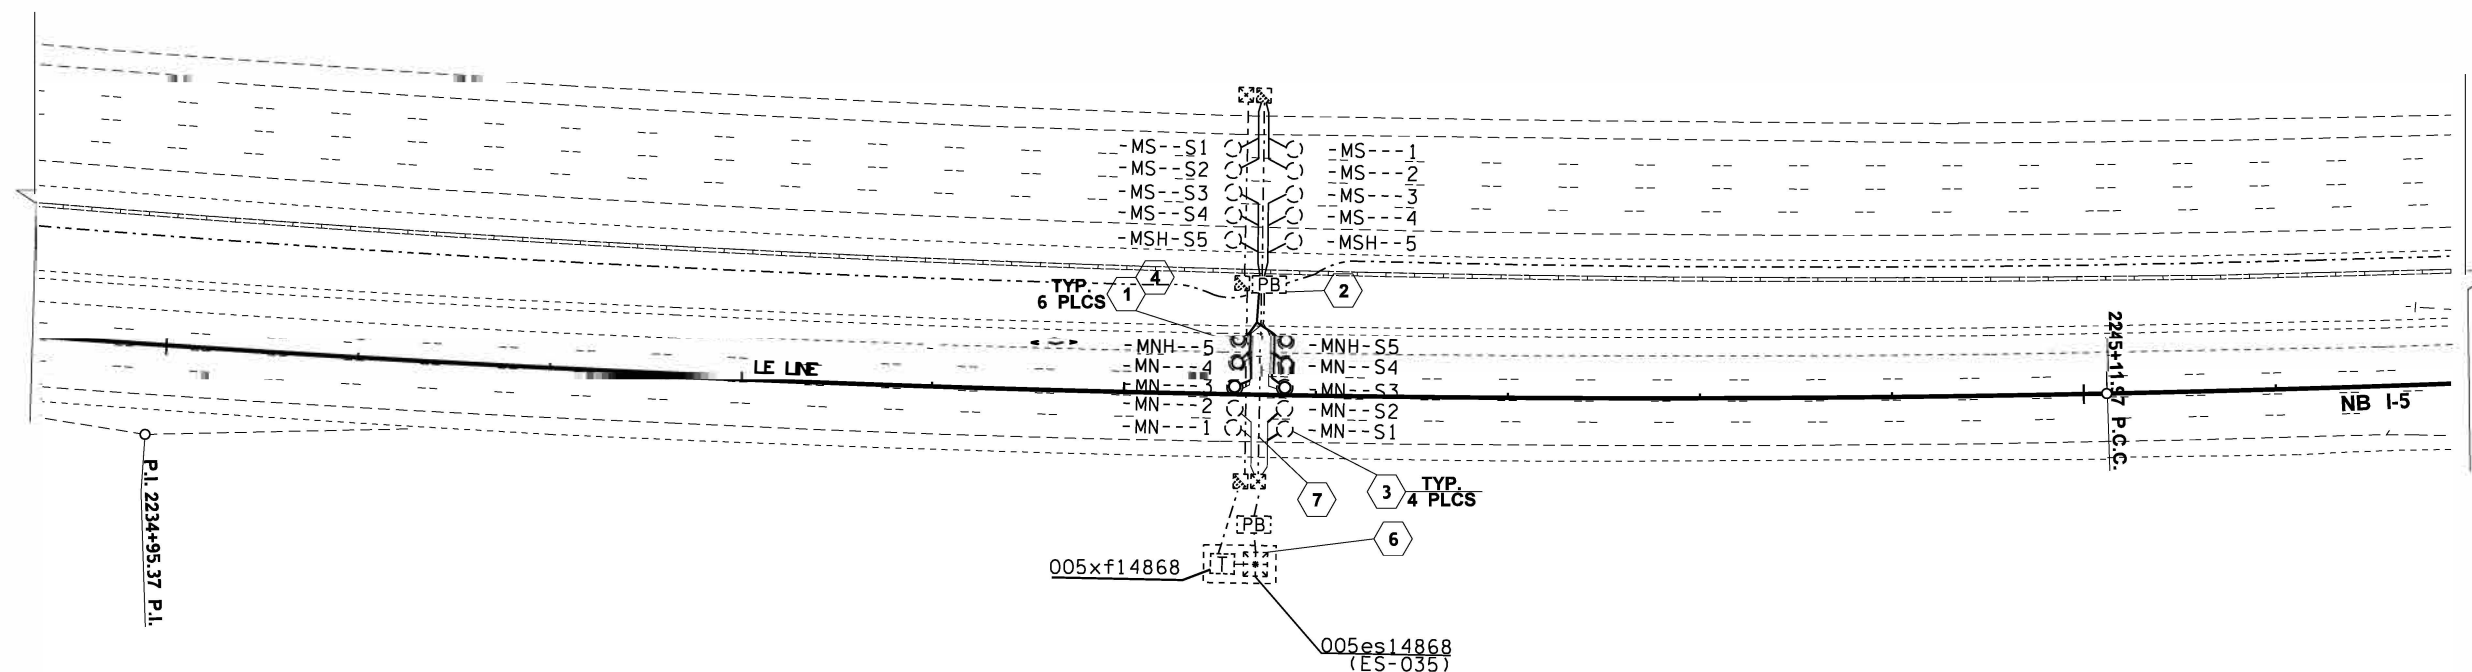 -MS--S1
-MS--S2
-MS--S3
-MS--S4
-MSH-S5
-MS---1
-MS---2
-MS---3
-MS---4
-MSH--5
TYP.
6 PLCS
1
4
PB
2
-MNH--5
-MN---4
-MN---3
-MN---2
-MN---1
-MNH-S5
-MN--S4
-MN--S3
-MN--S2
-MN--S1
LE LINE
NB I-5
2245+11.97 P.C.C.
P.I. 2234+95.37 P.I.
7
3
TYP.
4 PLCS
PB
6
T
005xf14868
005es14868
(ES-035)